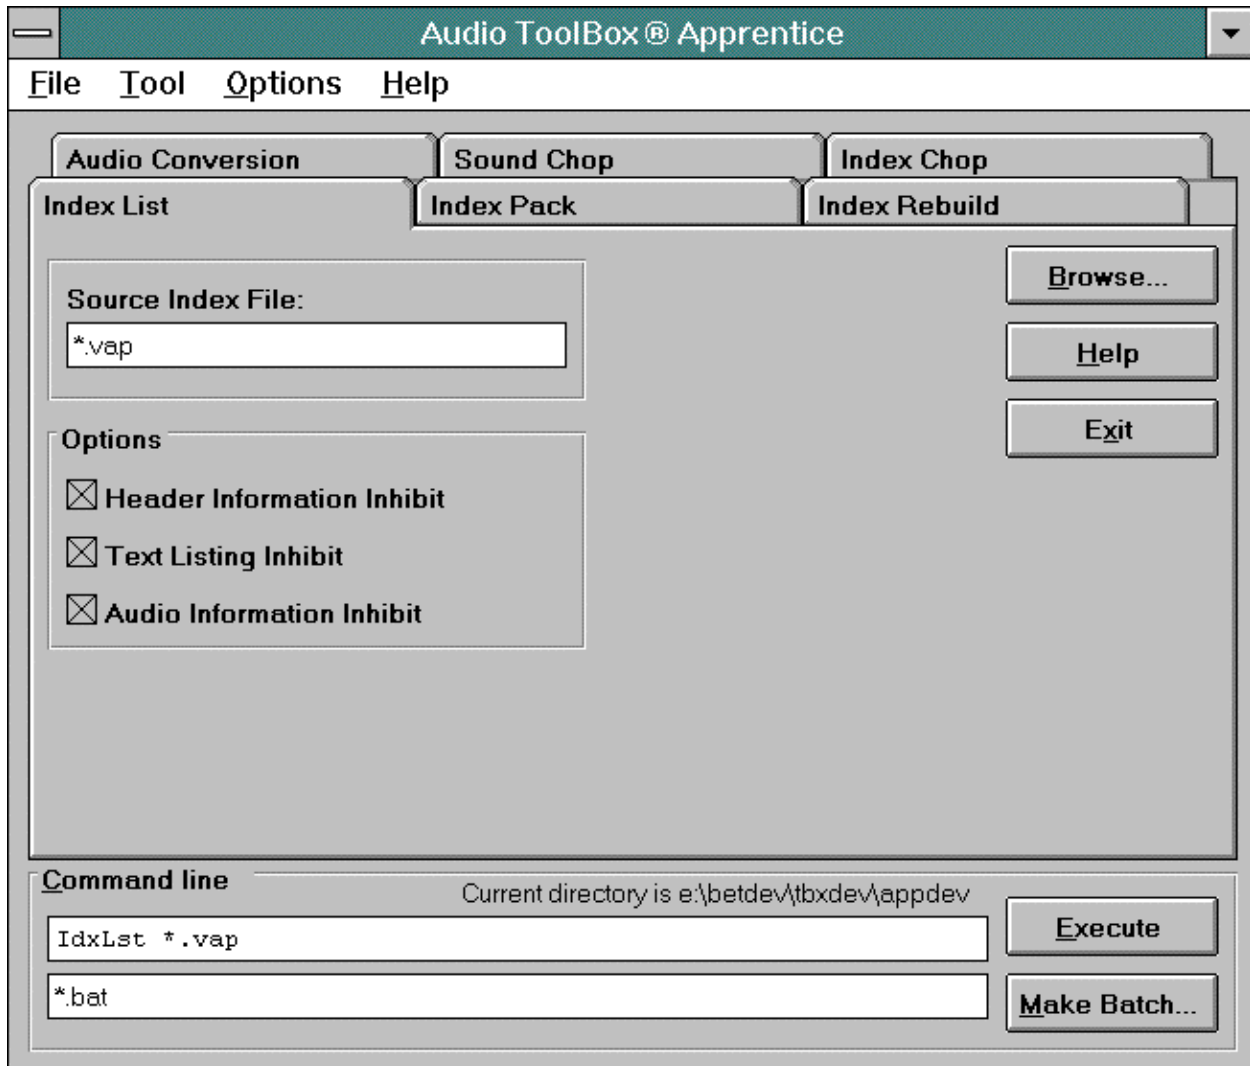 Audio ToolBox® Apprentice
File Tool Options Help
Audio Conversion Sound Chop Index Chop
Index List Index Pack Index Rebuild
Browse...
Source Index File:
*.vap
Help
Exit
Options
Header Information Inhibit
Text Listing Inhibit
Audio Information Inhibit
Command line
Current directory is e:\betdev\tbxdev\appdev
IdxLst *.vap
Execute
*.bat
Make Batch...